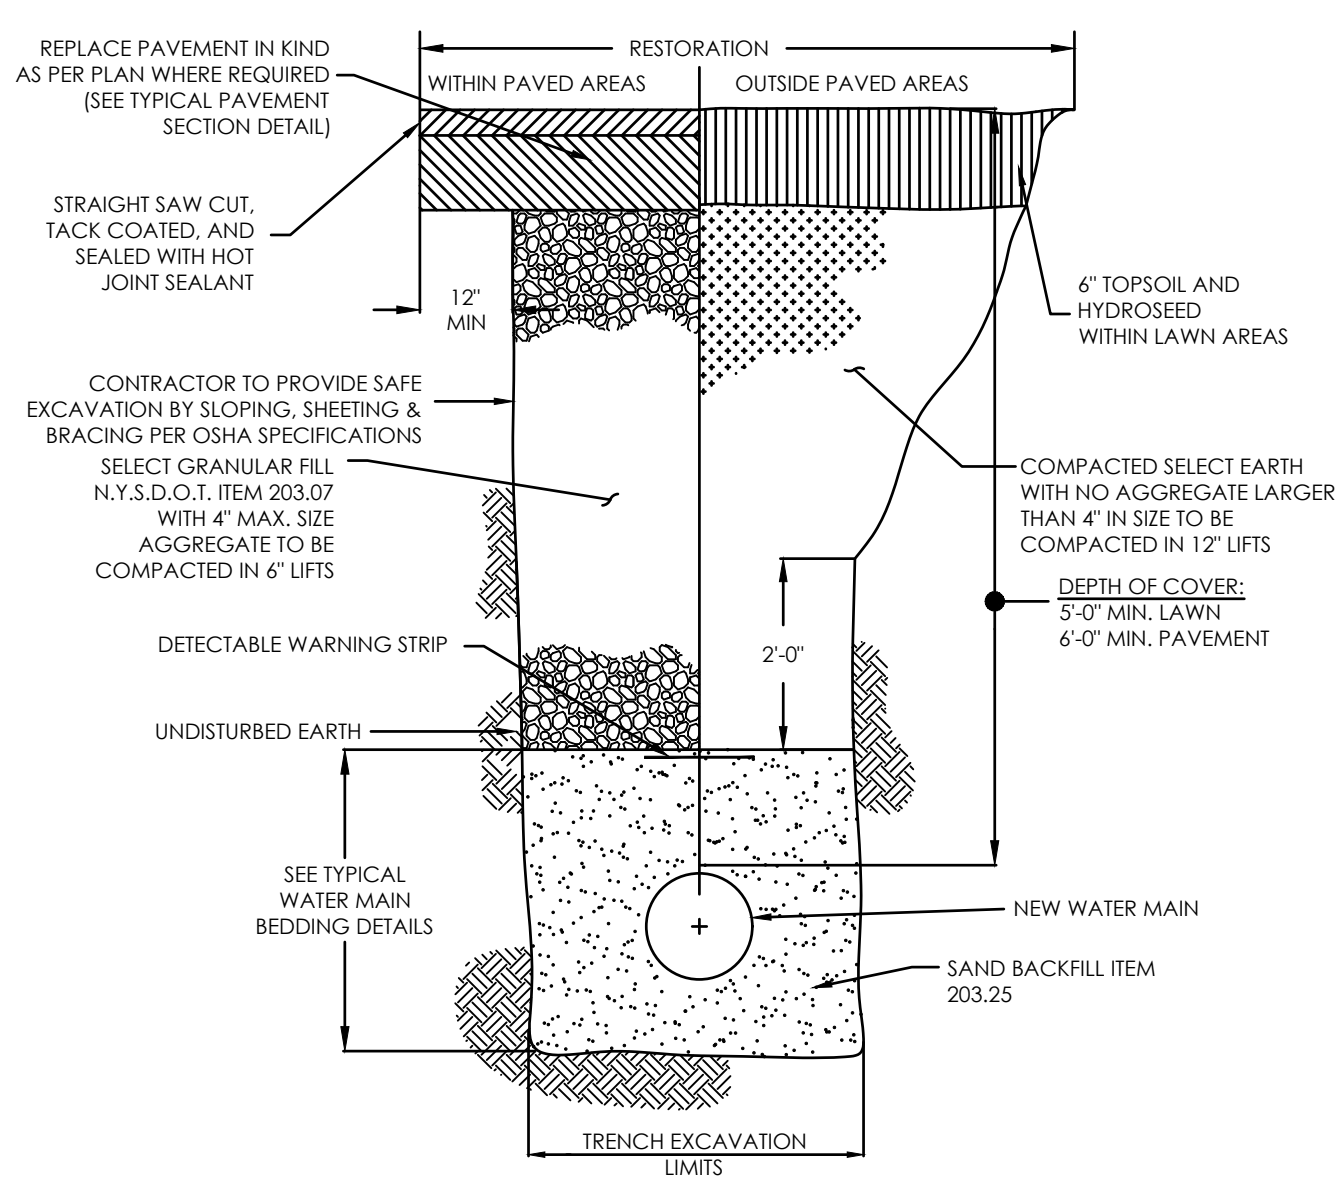 RESTORATION
WITHIN PAVED AREAS
OUTSIDE PAVED AREAS
REPLACE PAVEMENT IN KIND
AS PER PLAN WHERE REQUIRED
(SEE TYPICAL PAVEMENT
SECTION DETAIL)
STRAIGHT SAW CUT,
TACK COATED, AND
SEALED WITH HOT
JOINT SEALANT
12"
MIN
6" TOPSOIL AND
HYDROSEED
WITHIN LAWN AREAS
CONTRACTOR TO PROVIDE SAFE
EXCAVATION BY SLOPING, SHEETING &
BRACING PER OSHA SPECIFICATIONS
SELECT GRANULAR FILL
N.Y.S.D.O.T. ITEM 203.07
WITH 4" MAX. SIZE
AGGREGATE TO BE
COMPACTED IN 6" LIFTS
COMPACTED SELECT EARTH
WITH NO AGGREGATE LARGER
THAN 4" IN SIZE TO BE
COMPACTED IN 12" LIFTS
DEPTH OF COVER:
5'-0" MIN. LAWN
6'-0" MIN. PAVEMENT
DETECTABLE WARNING STRIP
2'-0"
UNDISTURBED EARTH
SEE TYPICAL
WATER MAIN
BEDDING DETAILS
NEW WATER MAIN
SAND BACKFILL ITEM
203.25
TRENCH EXCAVATION
LIMITS